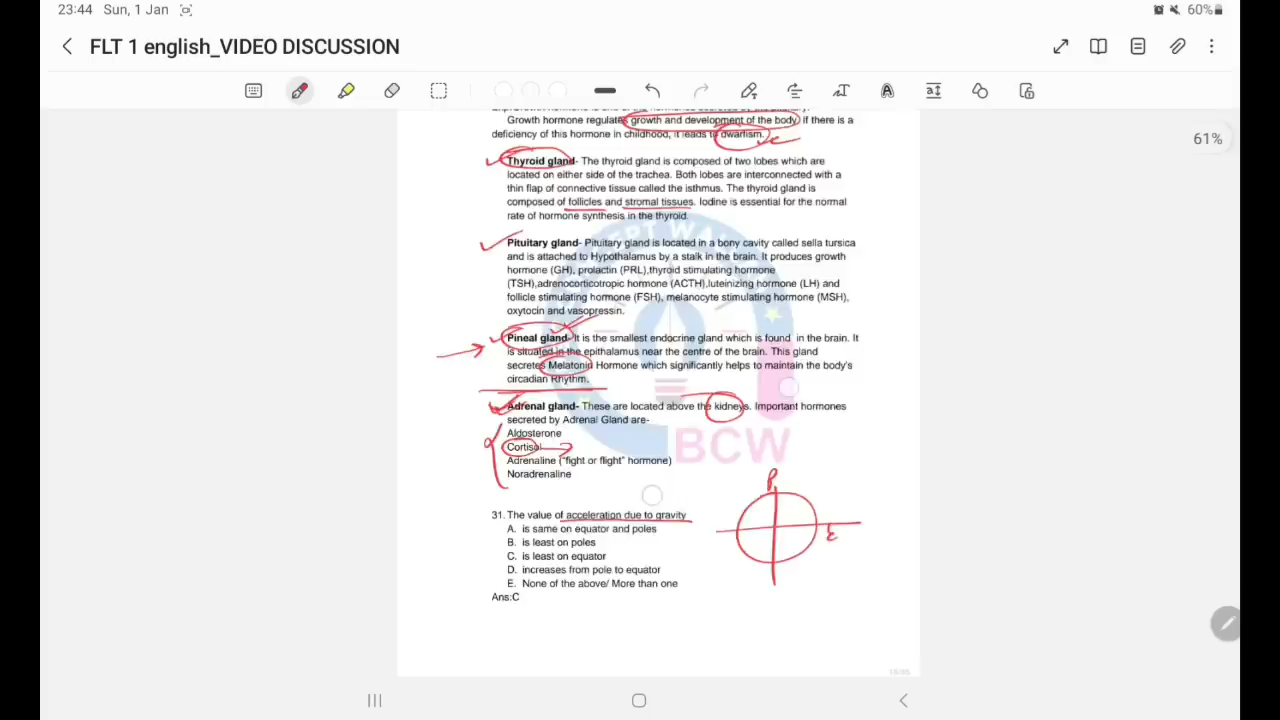 23:44 Sun, 1 Jan
60%
FLT 1 english_VIDEO DISCUSSION
61%
Growth hormone regulates growth and development of the body. If there is a
deficiency of this hormone in childhood, it leads to dwarfism.
Thyroid gland- The thyroid gland is composed of two lobes which are
located on either side of the trachea. Both lobes are interconnected with a
thin flap of connective tissue called the isthmus. The thyroid gland is
composed of follicles and stromal tissues. Iodine is essential for the normal
rate of hormone synthesis in the thyroid.
Pituitary gland- Pituitary gland is located in a bony cavity called sella tursica
and is attached to Hypothalamus by a stalk in the brain. It produces growth
hormone (GH), prolactin (PRL),thyroid stimulating hormone
(TSH),adrenocorticotropic hormone (ACTH),luteinizing hormone (LH) and
follicle stimulating hormone (FSH), melanocyte stimulating hormone (MSH),
oxytocin and vasopressin.
Pineal gland- It is the smallest endocrine gland which is found in the brain. It
is situated in the epithalamus near the centre of the brain. This gland
secretes Melatonin Hormone which significantly helps to maintain the body's
circadian Rhythm.
Adrenal gland- These are located above the kidneys. Important hormones
secreted by Adrenal Gland are-
Aldosterone
Cortisol
Adrenaline ("fight or flight" hormone)
Noradrenaline
BCW
31. The value of acceleration due to gravity
A. is same on equator and poles
B. is least on poles
C. is least on equator
D. increases from pole to equator
E. None of the above/ More than one
Ans:C
P
E